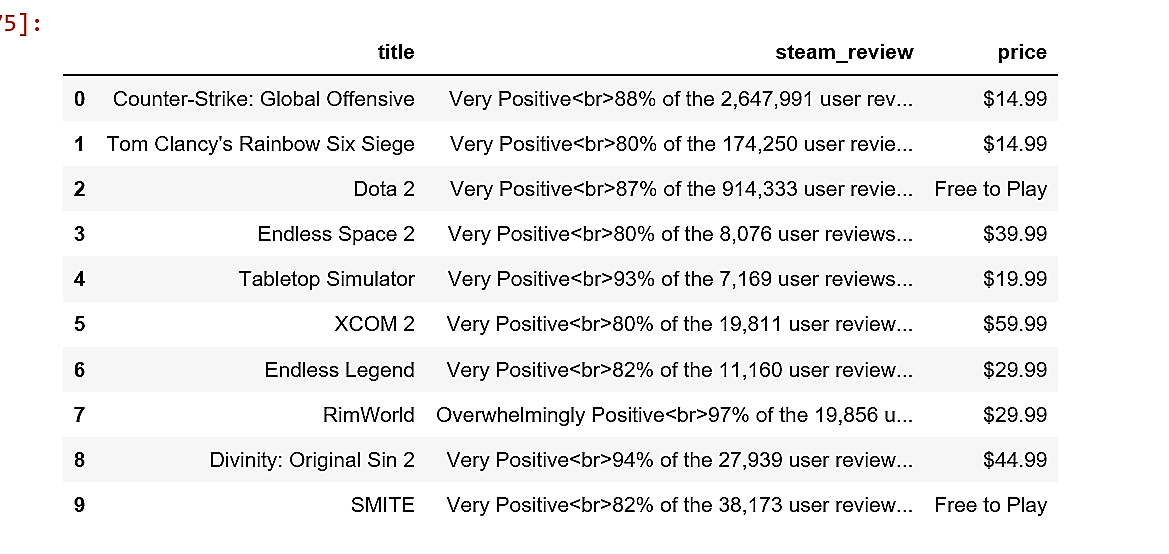 75]:
title steam_review price
0 Counter-Strike: Global Offensive Very Positive<br>88% of the 2,647,991 user rev... $14.99
1 Tom Clancy's Rainbow Six Siege Very Positive<br>80% of the 174,250 user revie... $14.99
2 Dota 2 Very Positive<br>87% of the 914,333 user revie... Free to Play
3 Endless Space 2 Very Positive<br>80% of the 8,076 user reviews... $39.99
4 Tabletop Simulator Very Positive<br>93% of the 7,169 user reviews... $19.99
5 XCOM 2 Very Positive<br>80% of the 19,811 user review... $59.99
6 Endless Legend Very Positive<br>82% of the 11,160 user review... $29.99
7 RimWorld Overwhelmingly Positive<br>97% of the 19,856 u... $29.99
8 Divinity: Original Sin 2 Very Positive<br>94% of the 27,939 user review... $44.99
9 SMITE Very Positive<br>82% of the 38,173 user review... Free to Play